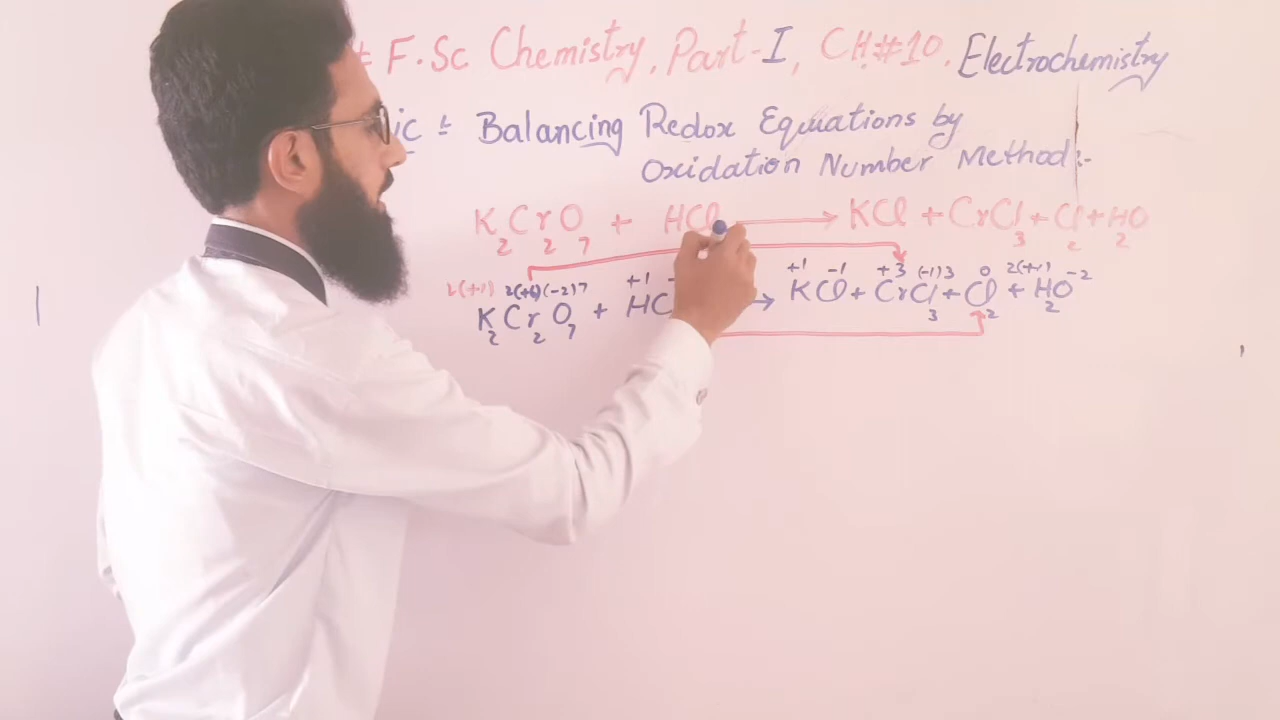 F.Sc Chemistry, Part-I, CH#10, Electrochemistry
Balancing Redox Equations by
Oxidation Number Method:-
K2Cr2O7 + HCl → KCl + CrCl3 + Cl2 + H2O
2(+1) 2(+6) (-2)7 +1 +1 -1 +3 (-1)3 0 2(+1) -2
K2Cr2O7 + HC → KCl + CrCl3 + Cl2 + H2O